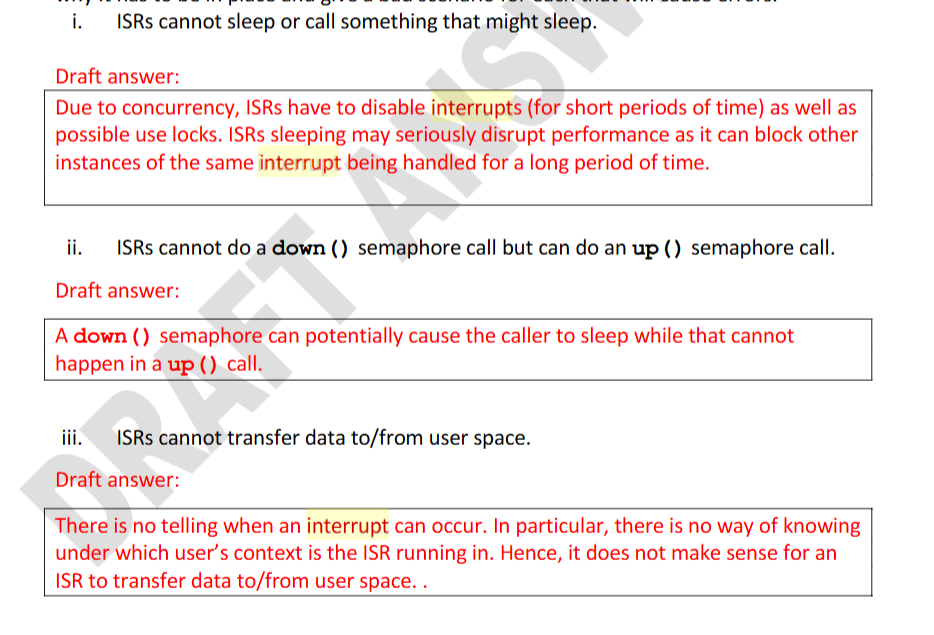 i. ISRs cannot sleep or call something that might sleep.
Draft answer:
Due to concurrency, ISRs have to disable interrupts (for short periods of time) as well as
possible use locks. ISRs sleeping may seriously disrupt performance as it can block other
instances of the same interrupt being handled for a long period of time.
ii. ISRs cannot do a down() semaphore call but can do an up() semaphore call.
Draft answer:
A down() semaphore can potentially cause the caller to sleep while that cannot
happen in a up() call.
iii. ISRs cannot transfer data to/from user space.
Draft answer:
There is no telling when an interrupt can occur. In particular, there is no way of knowing
under which user's context is the ISR running in. Hence, it does not make sense for an
ISR to transfer data to/from user space. .
DRAFT ANSW